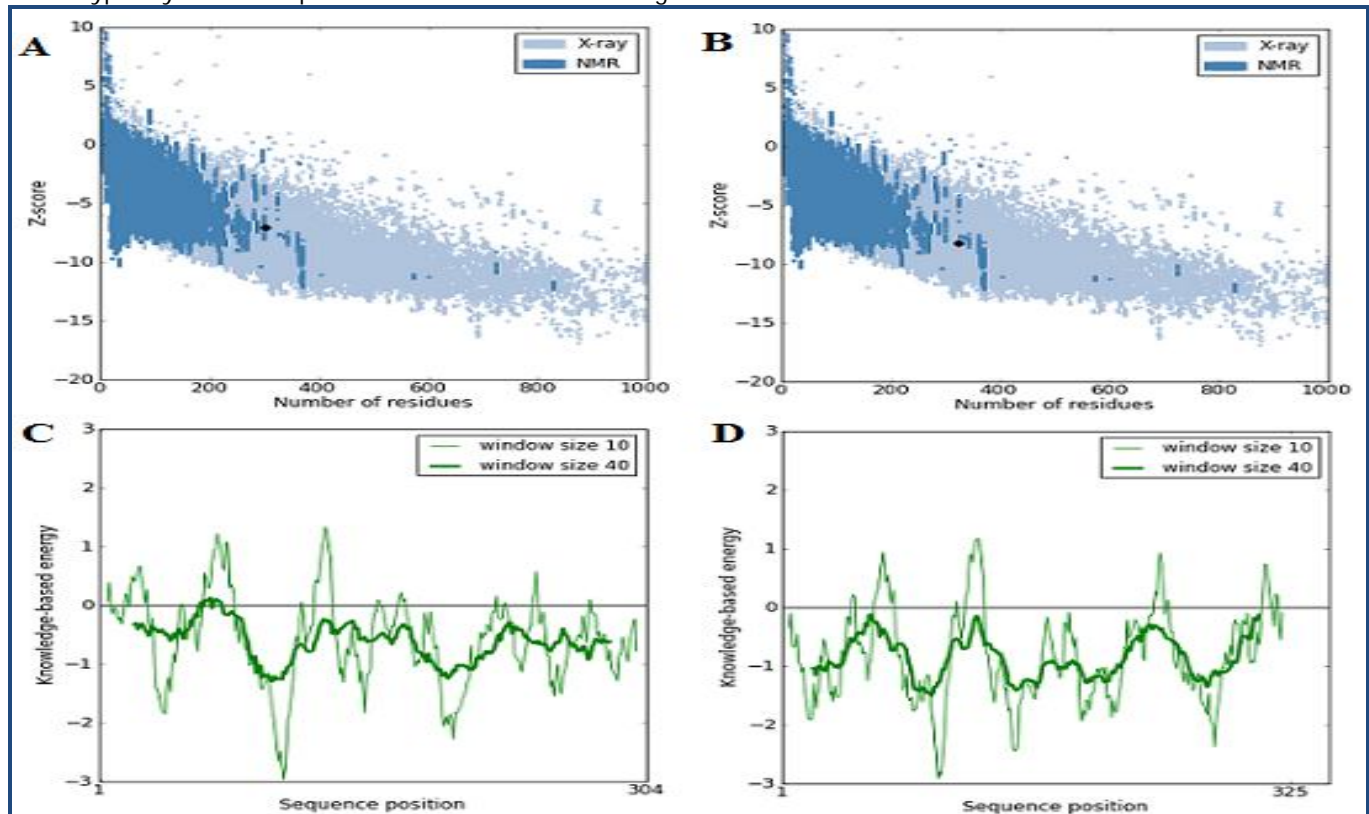 A
10
5
0
−5
−10
−15
−20
Z-score
X-ray
NMR
0
200
400
600
800
1000
Number of residues
B
10
5
0
−5
−10
−15
−20
Z-score
X-ray
NMR
0
200
400
600
800
1000
Number of residues
C
3
2
1
0
−1
−2
−3
Knowledge-based energy
window size 10
window size 40
1
304
Sequence position
D
3
2
1
0
−1
−2
−3
Knowledge-based energy
window size 10
window size 40
1
325
Sequence position